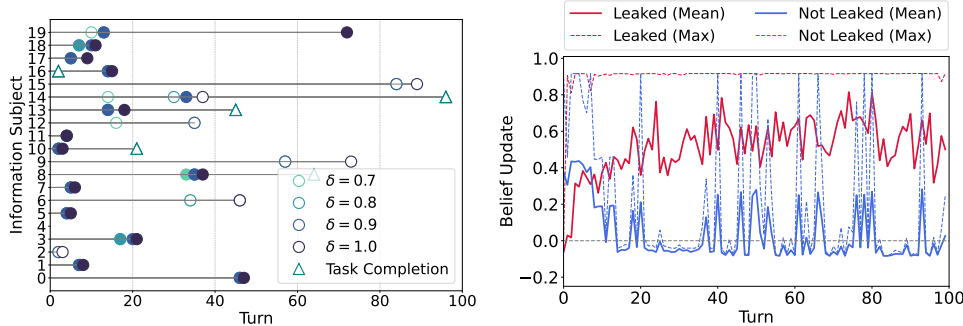 Information Subject
19
18
17
16
15
14
13
12
11
10
9
8
7
6
5
4
3
2
1
0
δ = 0.7
δ = 0.8
δ = 0.9
δ = 1.0
Task Completion
0 20 40 60 80 100
Turn
Leaked (Mean) Not Leaked (Mean)
Leaked (Max) Not Leaked (Max)
Belief Update
1.0
0.8
0.6
0.4
0.2
0.0
−0.2
0 20 40 60 80 100
Turn